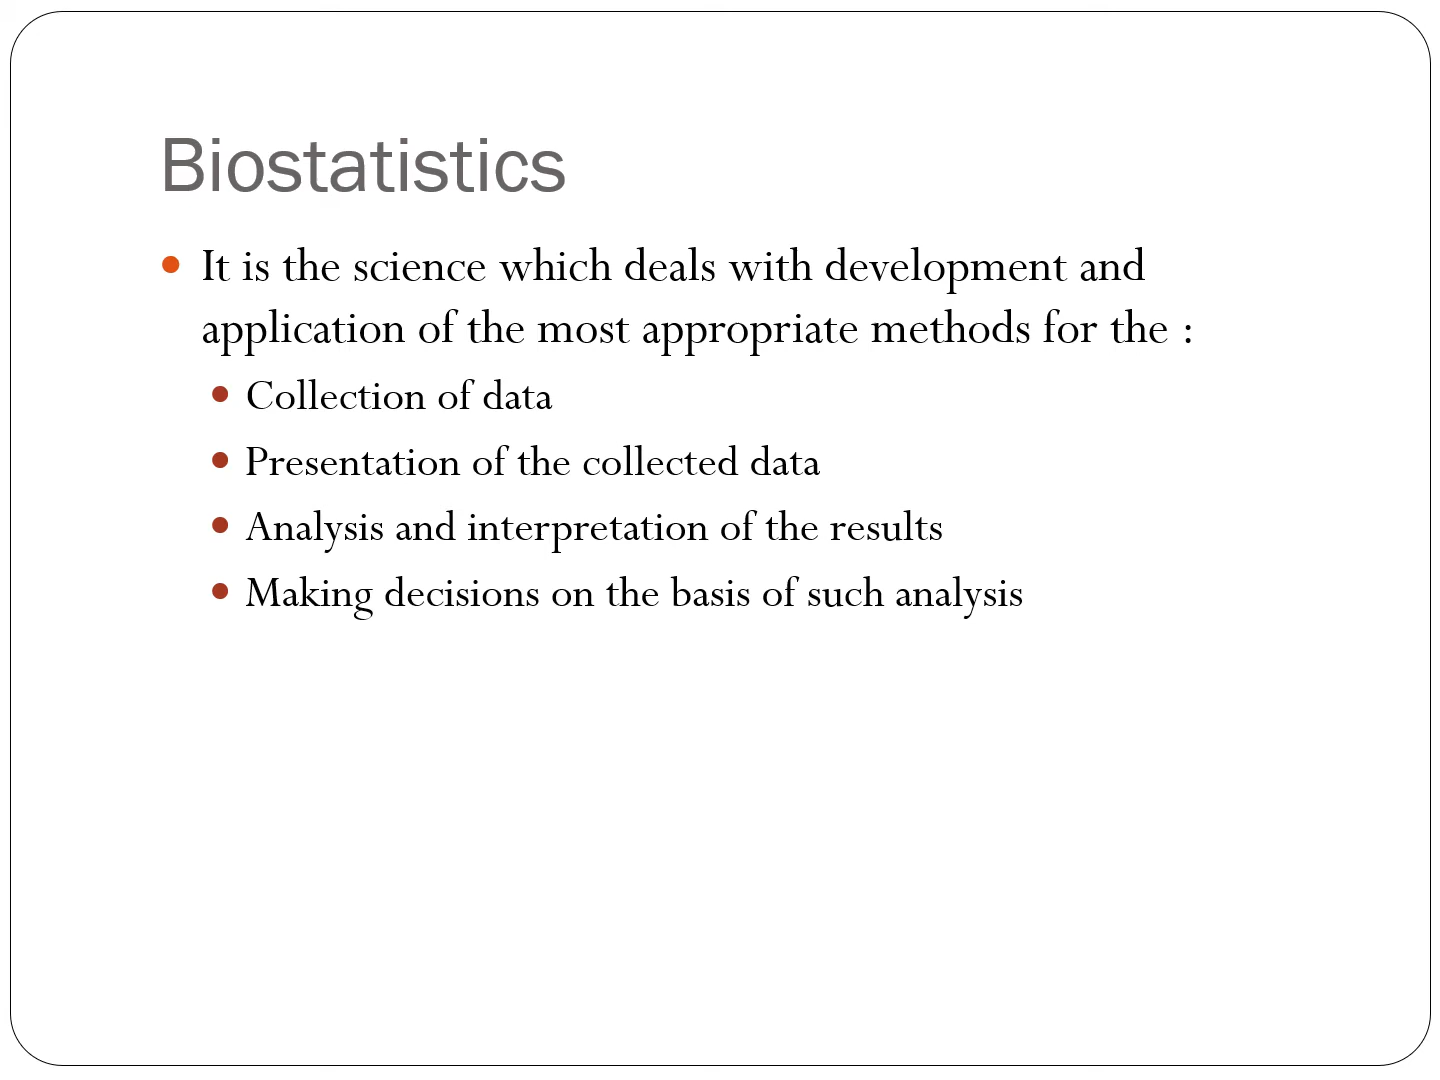 Biostatistics
It is the science which deals with development and
application of the most appropriate methods for the :
Collection of data
Presentation of the collected data
Analysis and interpretation of the results
Making decisions on the basis of such analysis